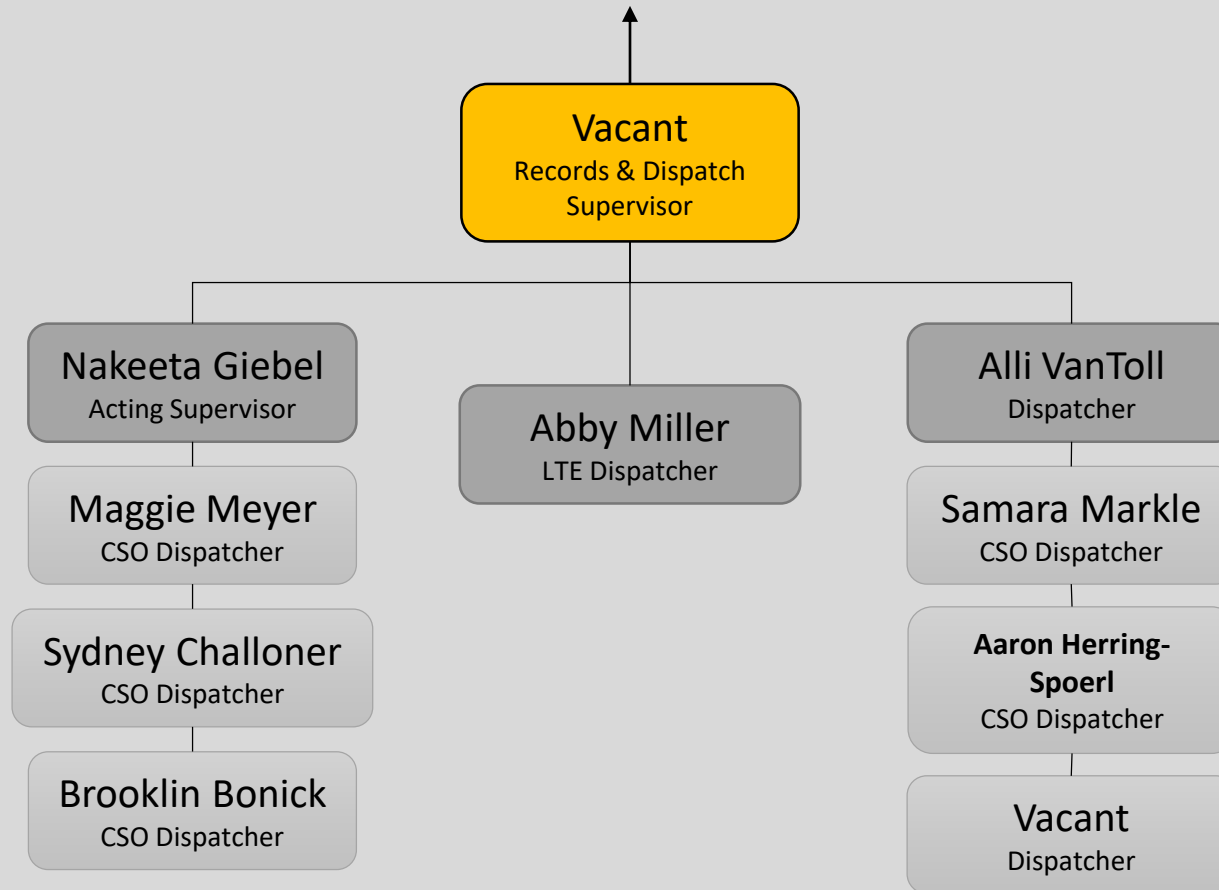 Vacant
Records & Dispatch
Supervisor
Nakeeta Giebel
Acting Supervisor
Maggie Meyer
CSO Dispatcher
Sydney Challoner
CSO Dispatcher
Brooklin Bonick
CSO Dispatcher
Abby Miller
LTE Dispatcher
Alli VanToll
Dispatcher
Samara Markle
CSO Dispatcher
Aaron Herring-
Spoerl
CSO Dispatcher
Vacant
Dispatcher